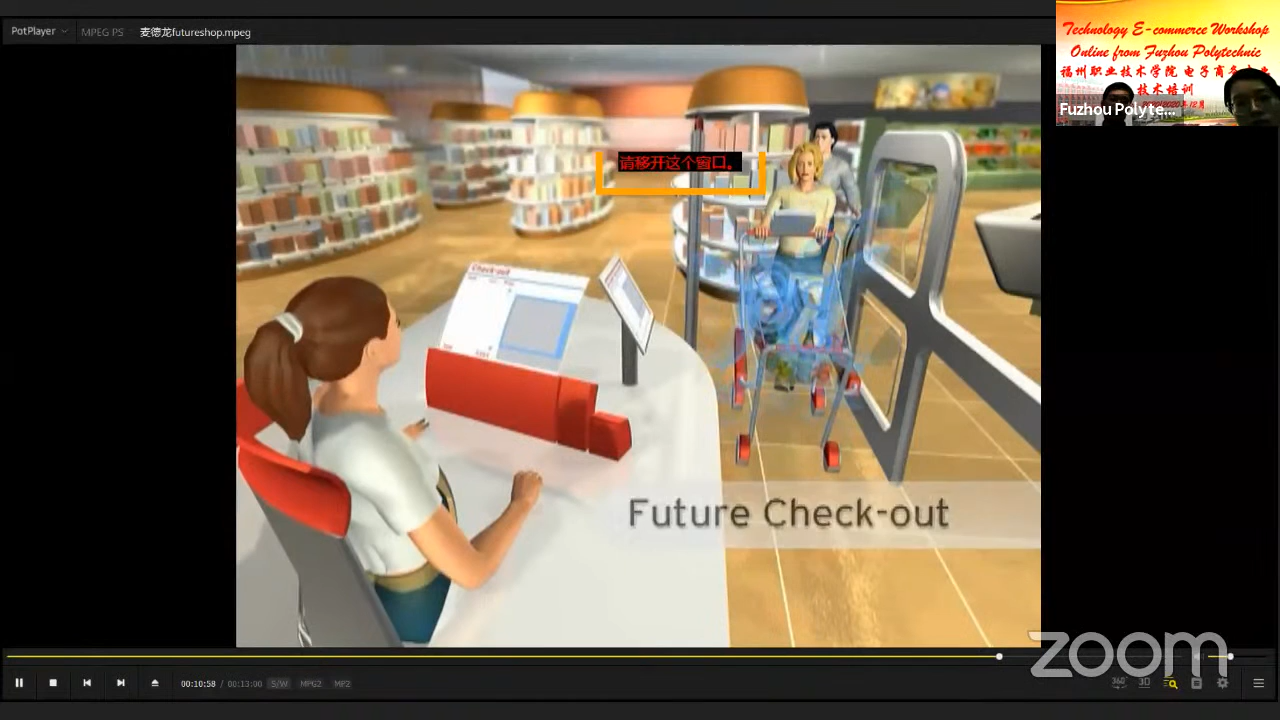 PotPlayer
MPEG PS
麦德龙futureshop.mpeg
Technology E-commerce Workshop
Online from Fuzhou Polytechnic
福州职业技术学院 电子商务
技术培训
Fuzhou Polyte...
请移开这个窗口。
Check-out
Future Check-out
zoom
00:10:58 / 00:13:00 S/W MPG2 MP2
360°
3D